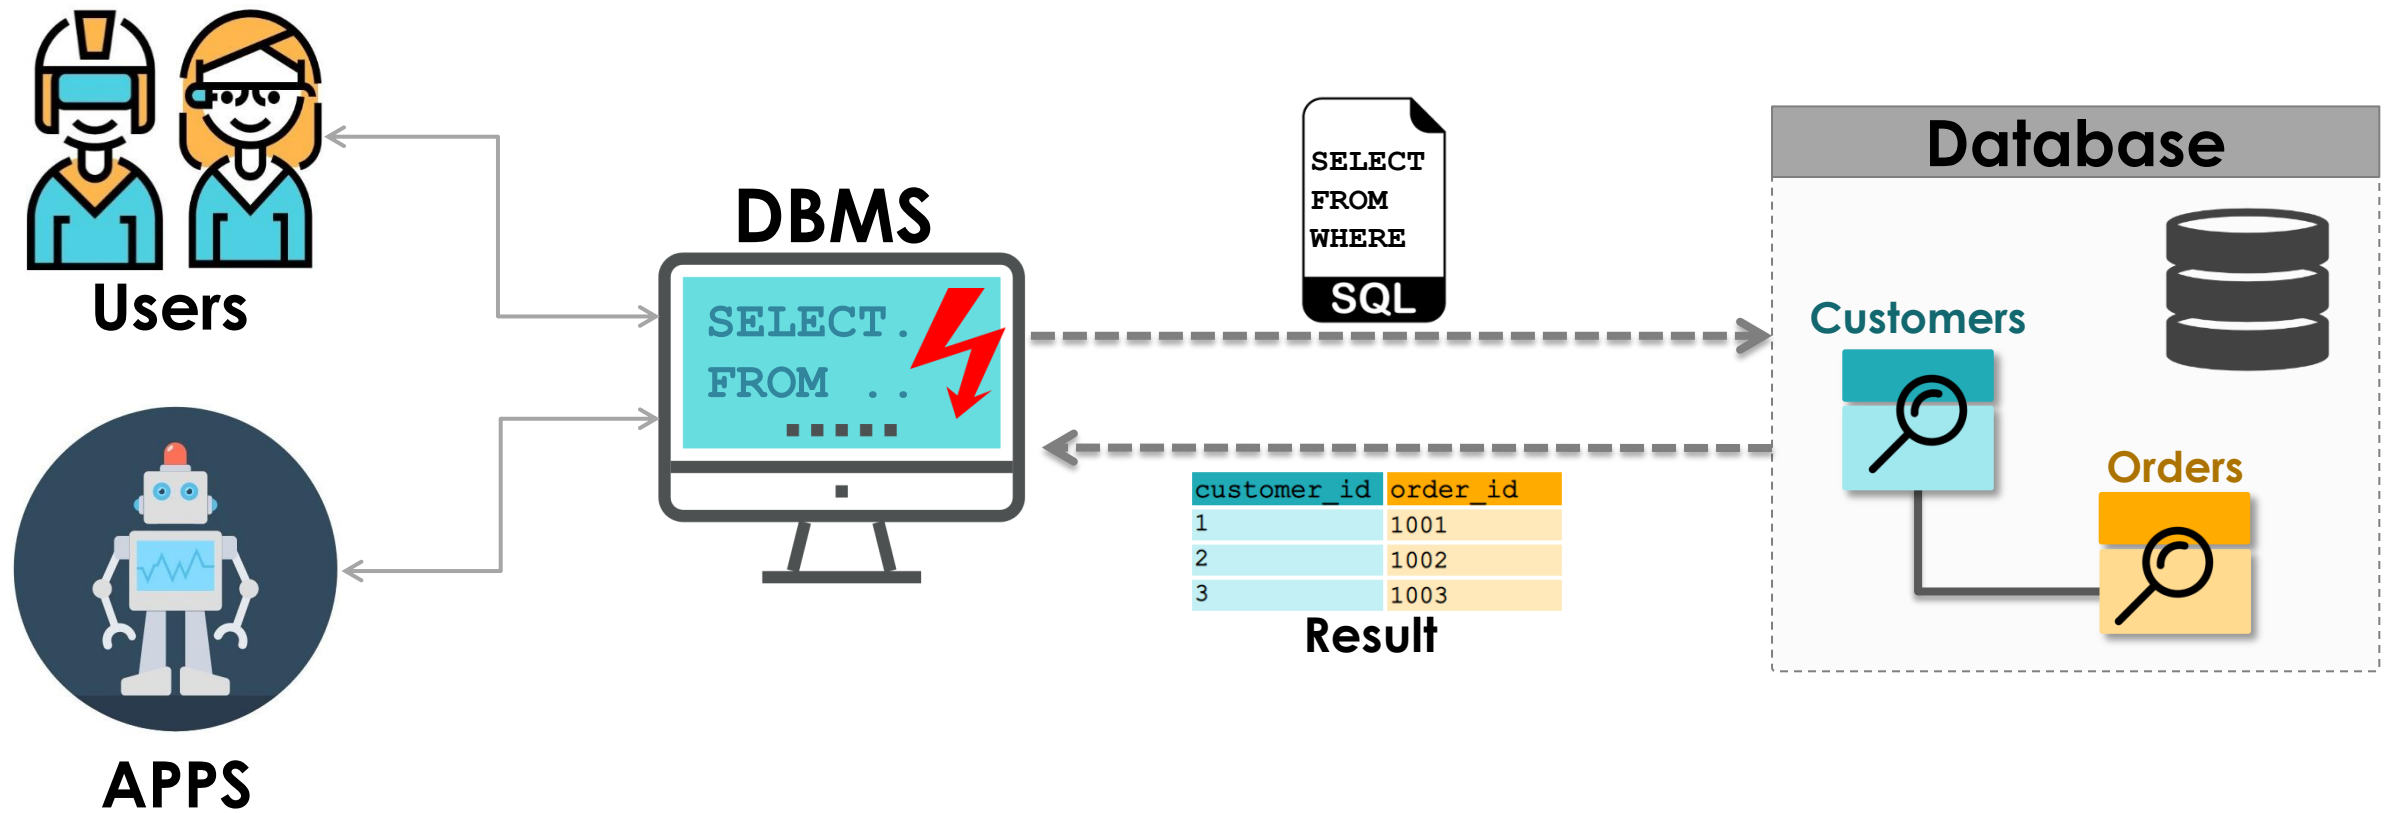 Users
APPS
DBMS
SELECT.
FROM ..
SELECT
FROM
WHERE
SQL
customer_id order_id
1 1001
2 1002
3 1003
Result
Database
Customers
Orders